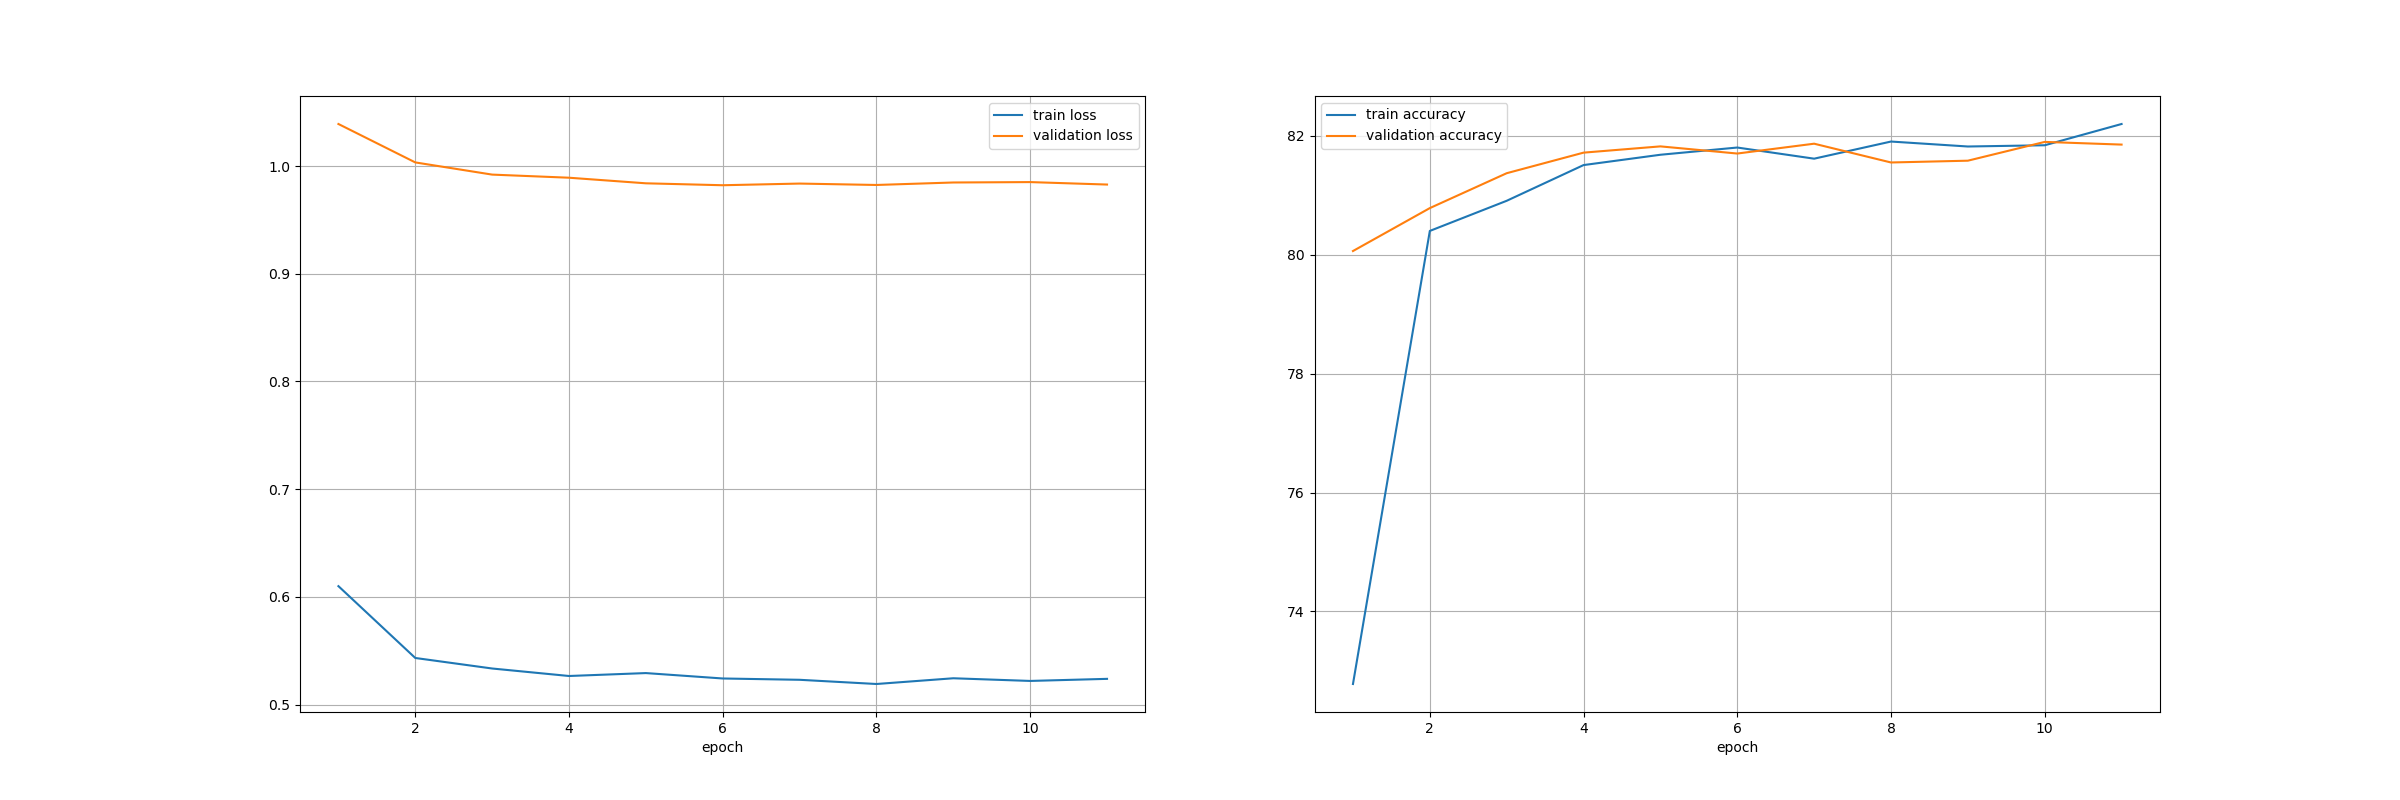 train loss
validation loss
1.0
0.9
0.8
0.7
0.6
0.5
2 4 6 8 10
epoch
train accuracy
validation accuracy
82
80
78
76
74
2 4 6 8 10
epoch